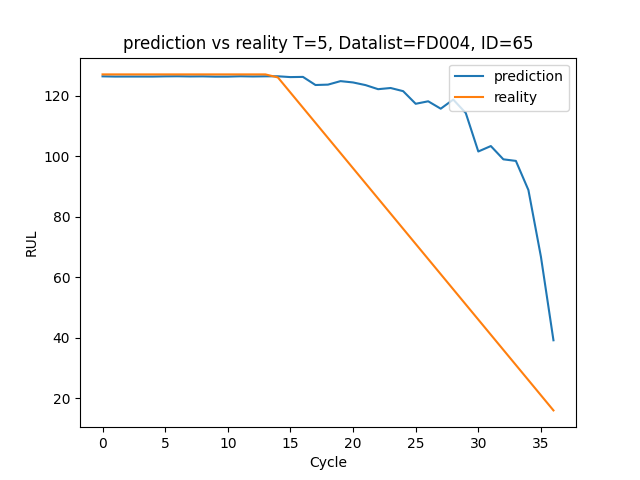 prediction vs reality T=5, Datalist=FD004, ID=65
prediction
reality
120
100
80
60
40
20
RUL
0 5 10 15 20 25 30 35
Cycle